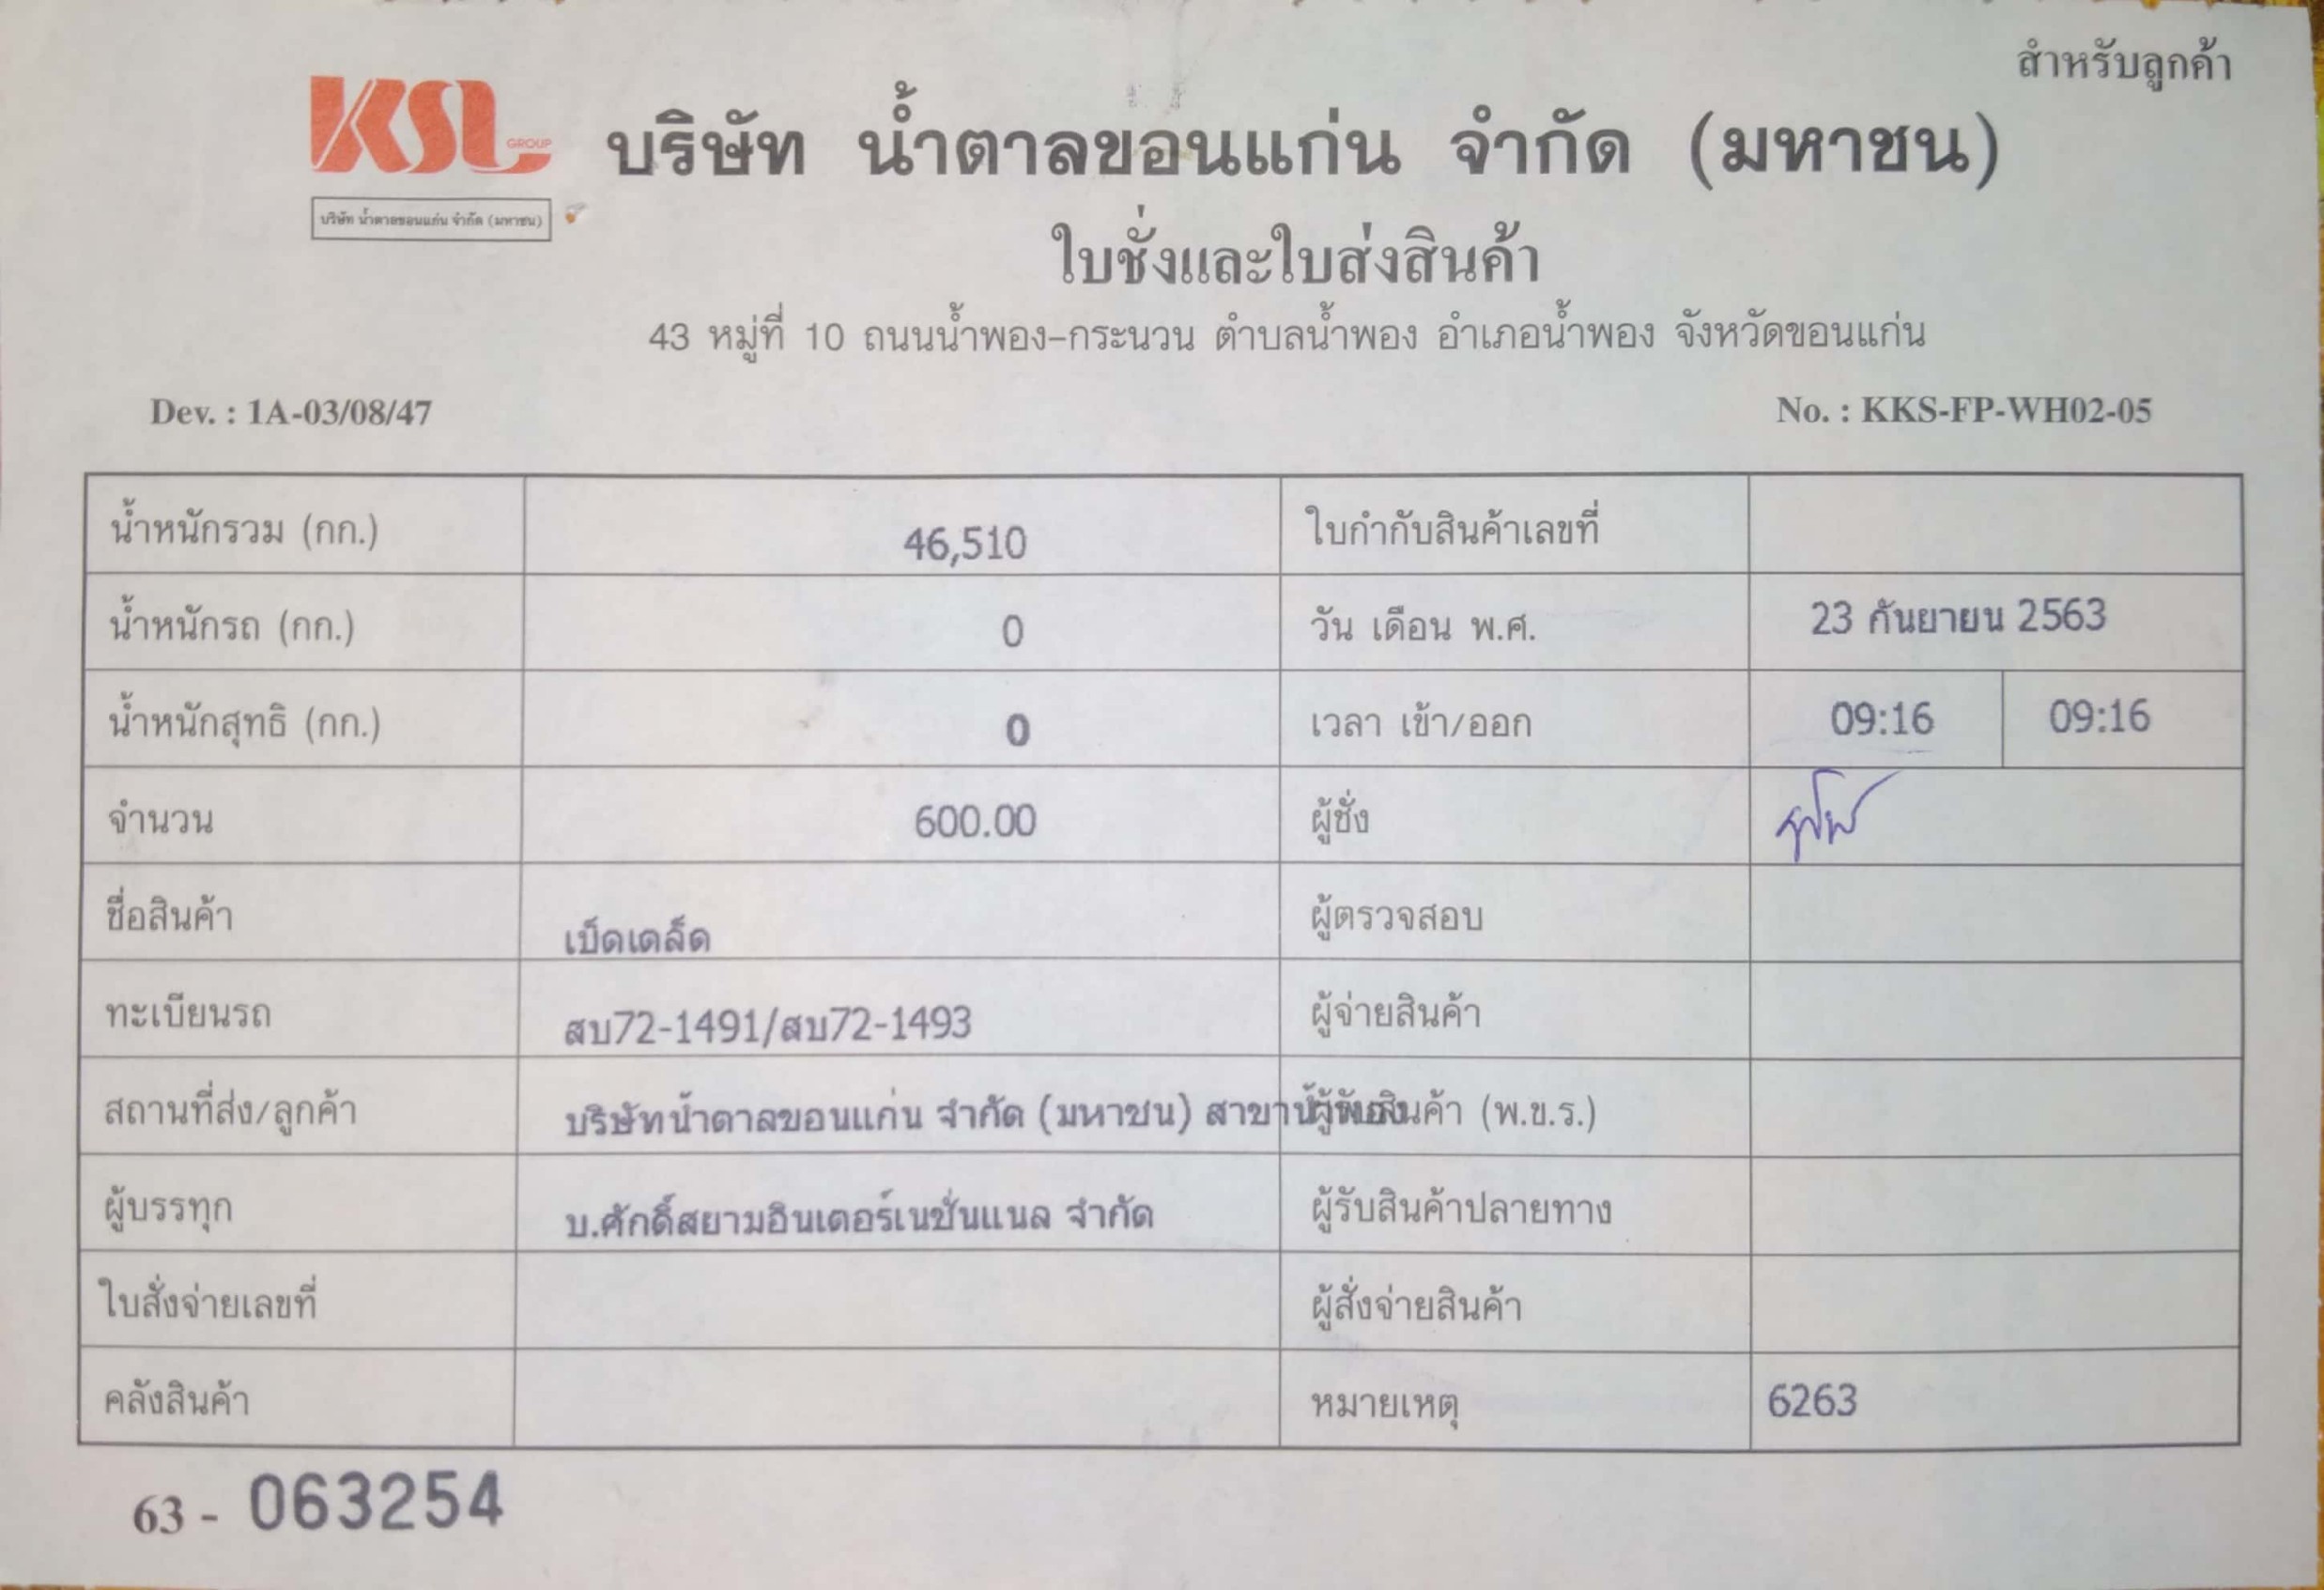 สำหรับลูกค้า
KSL GROUP
บริษัท น้ำตาลขอนแก่น จำกัด (มหาชน)
บริษัท น้ำตาลขอนแก่น จำกัด (มหาชน)
ใบชั่งและใบส่งสินค้า
43 หมู่ที่ 10 ถนนน้ำพอง-กระนวน ตำบลน้ำพอง อำเภอน้ำพอง จังหวัดขอนแก่น
Dev. : 1A-03/08/47 No. : KKS-FP-WH02-05
น้ำหนักรวม (กก.) 46,510 ใบกำกับสินค้าเลขที่
น้ำหนักรถ (กก.) 0 วัน เดือน พ.ศ. 23 กันยายน 2563
น้ำหนักสุทธิ (กก.) 0 เวลา เข้า/ออก 09:16 09:16
จำนวน 600.00 ผู้ชั่ง
ชื่อสินค้า เบ็ดเตล็ด ผู้ตรวจสอบ
ทะเบียนรถ สบ72-1491/สบ72-1493 ผู้จ่ายสินค้า
สถานที่ส่ง/ลูกค้า บริษัทน้ำตาลขอนแก่น จำกัด (มหาชน) สาขาน้ำพอง ผู้รับสินค้า (พ.ข.ร.)
ผู้บรรทุก บ.ศักดิ์สยามอินเตอร์เนชั่นแนล จำกัด ผู้รับสินค้าปลายทาง
ใบสั่งจ่ายเลขที่ ผู้สั่งจ่ายสินค้า
คลังสินค้า หมายเหตุ 6263
63 - 063254